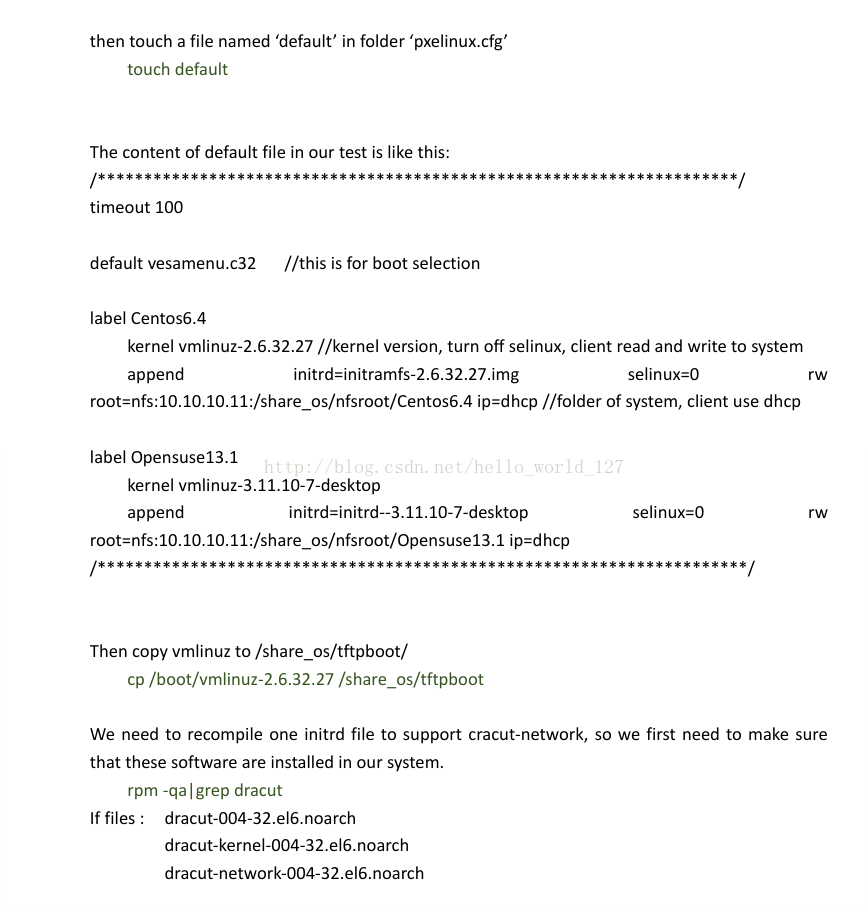 then touch a file named ‘default’ in folder ‘pxelinux.cfg’
touch default
The content of default file in our test is like this:
/*********************************************************************/
timeout 100
default vesamenu.c32 //this is for boot selection
label Centos6.4
kernel vmlinuz-2.6.32.27 //kernel version, turn off selinux, client read and write to system
append initrd=initramfs-2.6.32.27.img selinux=0 rw
root=nfs:10.10.10.11:/share_os/nfsroot/Centos6.4 ip=dhcp //folder of system, client use dhcp
label Opensuse13.1
http://blog.csdn.net/hello_world_127
kernel vmlinuz-3.11.10-7-desktop
append initrd=initrd--3.11.10-7-desktop selinux=0 rw
root=nfs:10.10.10.11:/share_os/nfsroot/Opensuse13.1 ip=dhcp
/**********************************************************************/
Then copy vmlinuz to /share_os/tftpboot/
cp /boot/vmlinuz-2.6.32.27 /share_os/tftpboot
We need to recompile one initrd file to support cracut-network, so we first need to make sure
that these software are installed in our system.
rpm -qa|grep dracut
If files : dracut-004-32.el6.noarch
dracut-kernel-004-32.el6.noarch
dracut-network-004-32.el6.noarch